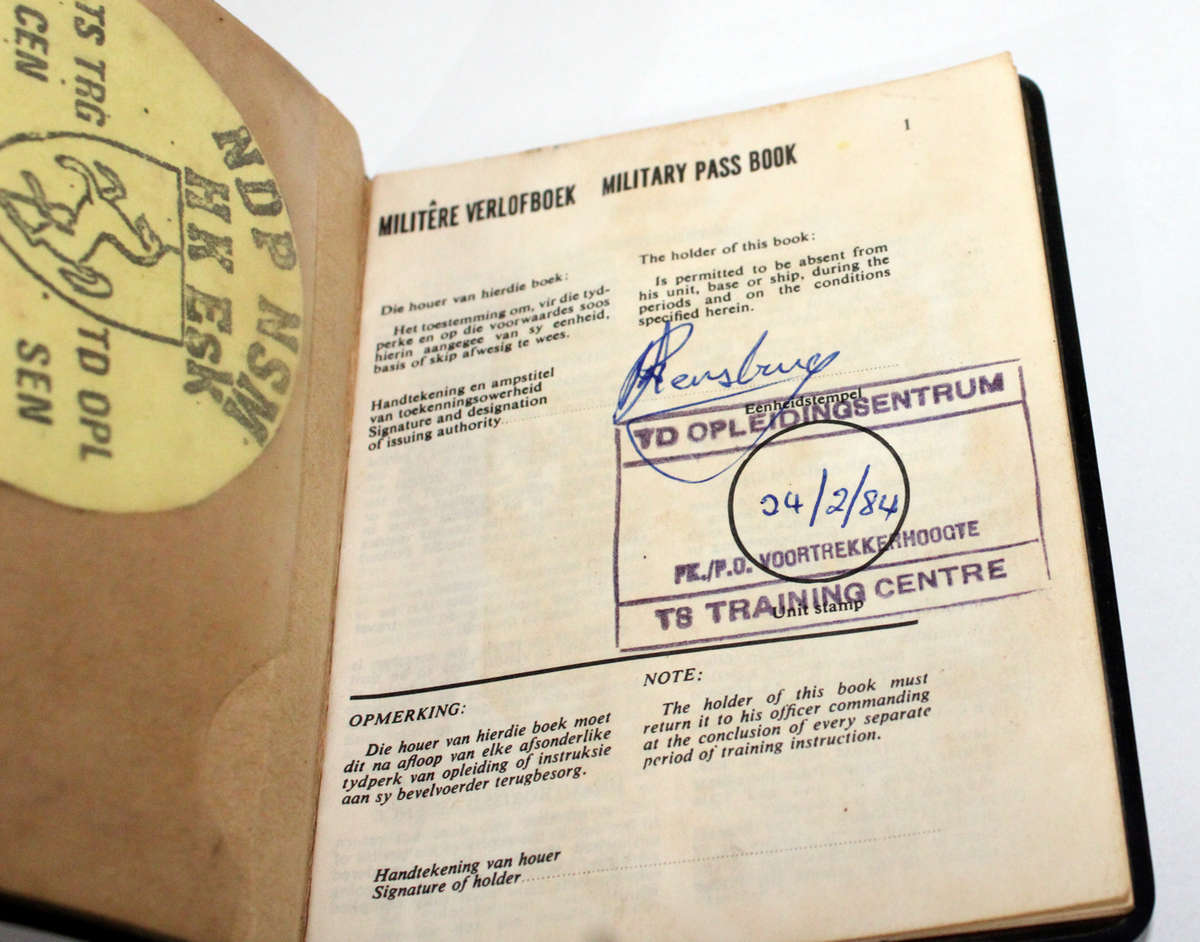 TS TRG
CEN
NDP NSM
HK ESK
TD OPL
SEN
1
MILITÊRE VERLOFBOEK MILITARY PASS BOOK
Die houer van hierdie boek:
Het toestemming om, vir die tyd-
perke en op die voorwaardes soos
hierin aangegee van sy eenheid,
basis of skip afwesig te wees.
The holder of this book:
Is permitted to be absent from
his unit, base or ship, during the
periods and on the conditions
specified herein.
Handtekening en ampstitel
van toekenningsowerheid
Signature and designation
of issuing authority
Eenheidstempel
TD OPLEIDINGSENTRUM
24/2/84
PK./P.O. VOORTREKKERHOOGTE
TS TRAINING CENTRE
Unit stamp
OPMERKING:
Die houer van hierdie boek moet
dit na afloop van elke afsonderlike
tydperk van opleiding of instruksie
aan sy bevelvoerder terugbesorg.
NOTE:
The holder of this book must
return it to his officer commanding
at the conclusion of every separate
period of training instruction.
Handtekening van houer
Signature of holder